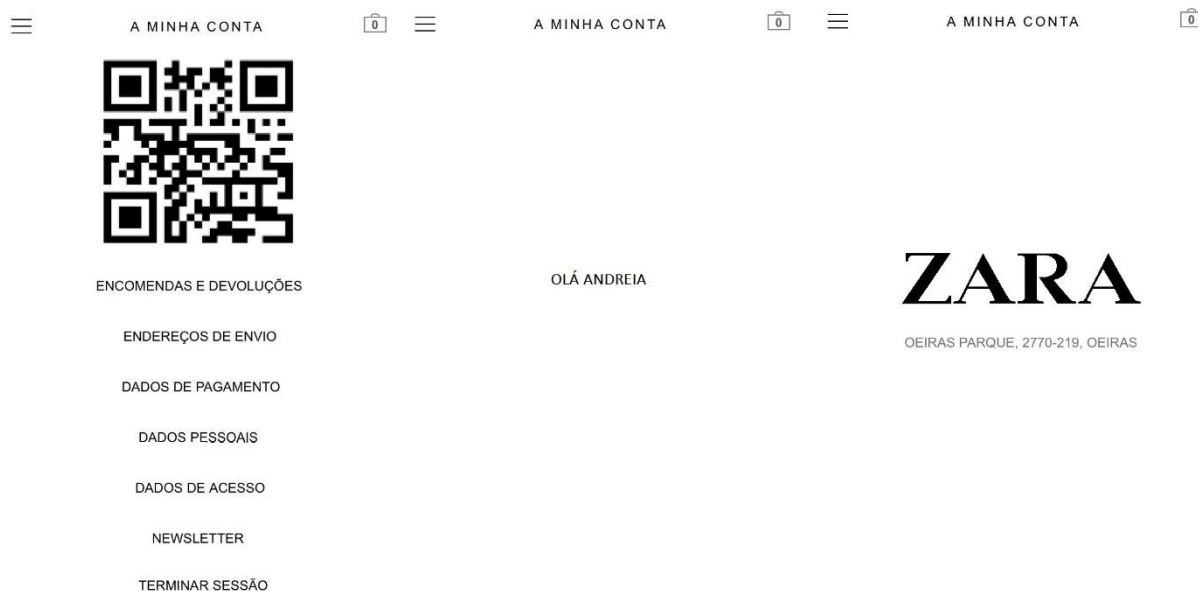 A MINHA CONTA
0
ENCOMENDAS E DEVOLUÇÕES
ENDEREÇOS DE ENVIO
DADOS DE PAGAMENTO
DADOS PESSOAIS
DADOS DE ACESSO
NEWSLETTER
TERMINAR SESSÃO
A MINHA CONTA
0
OLÁ ANDREIA
A MINHA CONTA
0
ZARA
OEIRAS PARQUE, 2770-219, OEIRAS